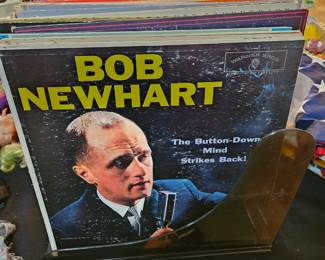 BOB
NEWHART
The Button-Down
Mind
Strikes Back!